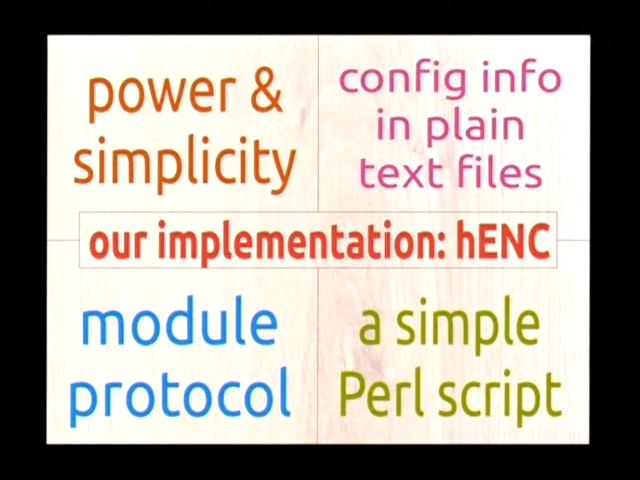 power &
simplicity
config info
in plain
text files
our implementation: hENC
module
protocol
a simple
Perl script